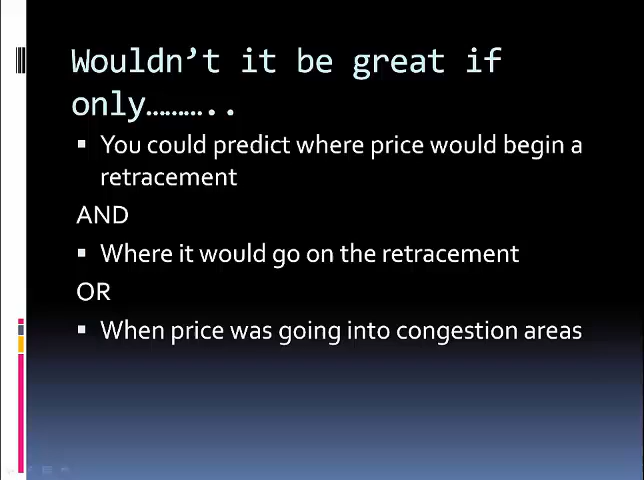 Wouldn’t it be great if
only………..
▪ You could predict where price would begin a
retracement
AND
▪ Where it would go on the retracement
OR
▪ When price was going into congestion areas